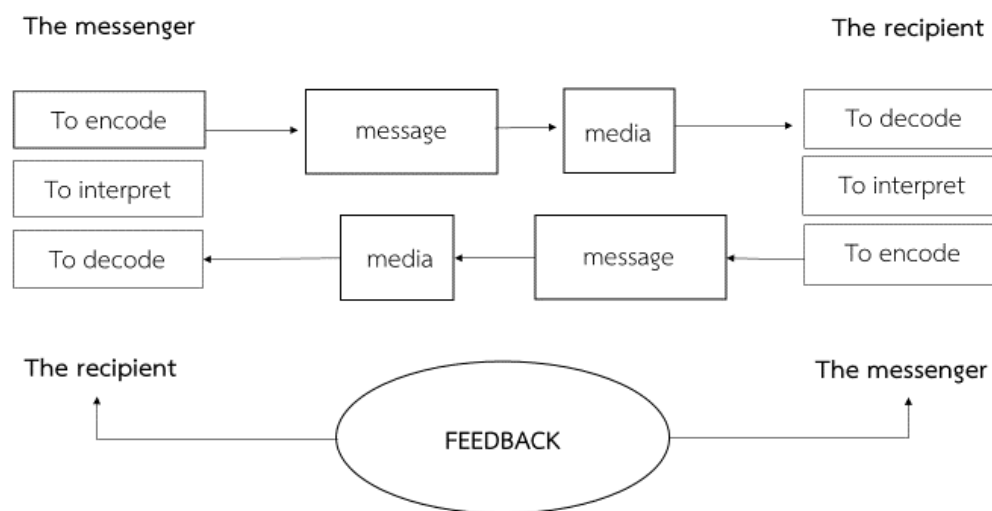 The messenger
The recipient
To encode
message
media
To decode
To interpret
To interpret
To decode
media
message
To encode
The recipient
The messenger
FEEDBACK